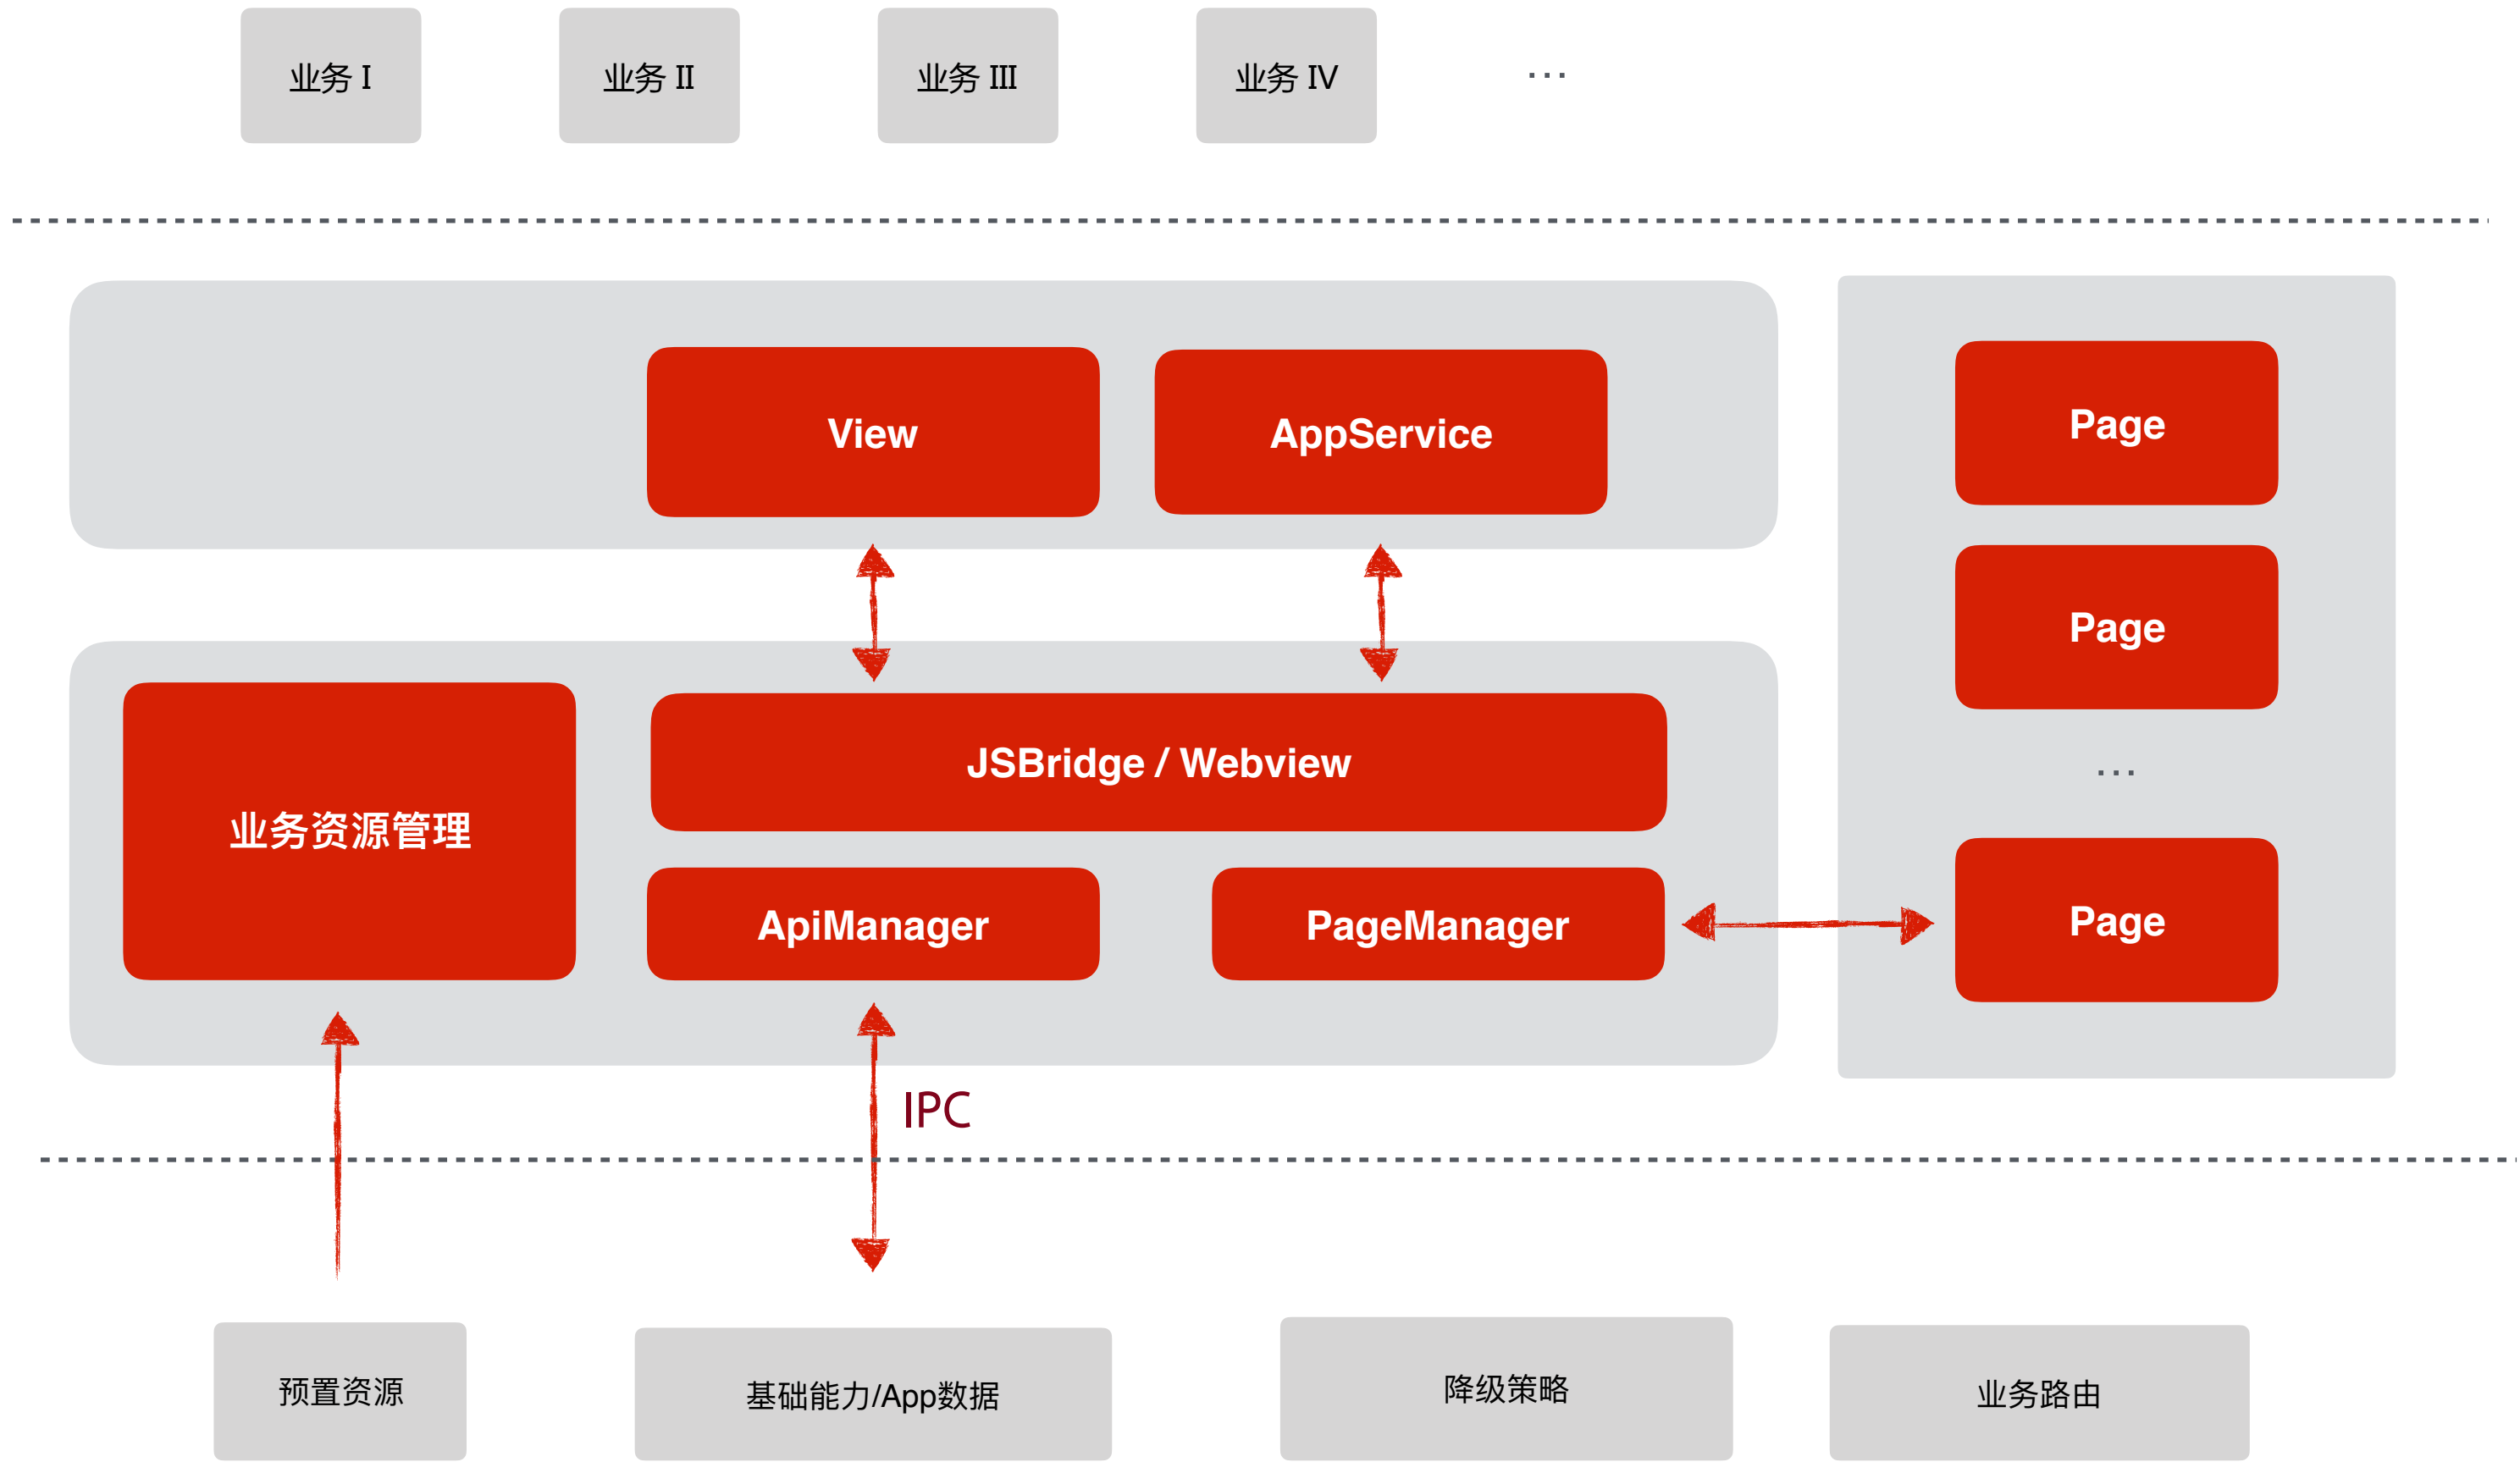 业务 I
业务 II
业务 III
业务 IV
...
View
AppService
Page
Page
...
Page
JSBridge / Webview
业务资源管理
ApiManager
PageManager
IPC
预置资源
基础能力/App数据
降级策略
业务路由